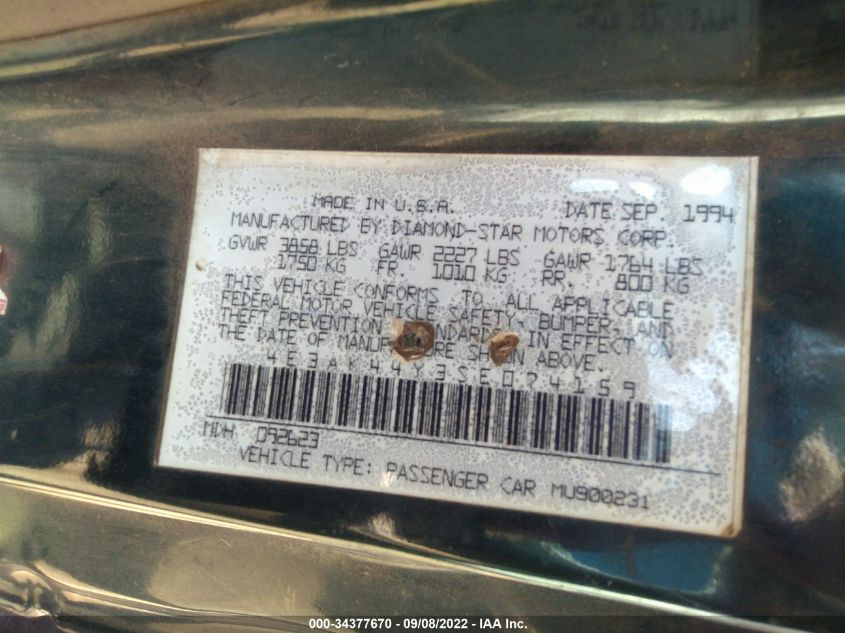 MADE IN U.S.A. DATE SEP. 1994
MANUFACTURED BY DIAMOND-STAR MOTORS CORP.
GVWR 3858 LBS GAWR 2227 LBS GAWR 1764 LBS
1750 KG FR. 1010 KG RR. 800 KG
THIS VEHICLE CONFORMS TO ALL APPLICABLE
FEDERAL MOTOR VEHICLE SAFETY, BUMPER, AND
THEFT PREVENTION STANDARDS IN EFFECT ON
THE DATE OF MANUFACTURE SHOWN ABOVE.
4E3AK44Y3SE074159
MDH 092623
VEHICLE TYPE: PASSENGER CAR MU900231
000-34377670 - 09/08/2022 - IAA Inc.